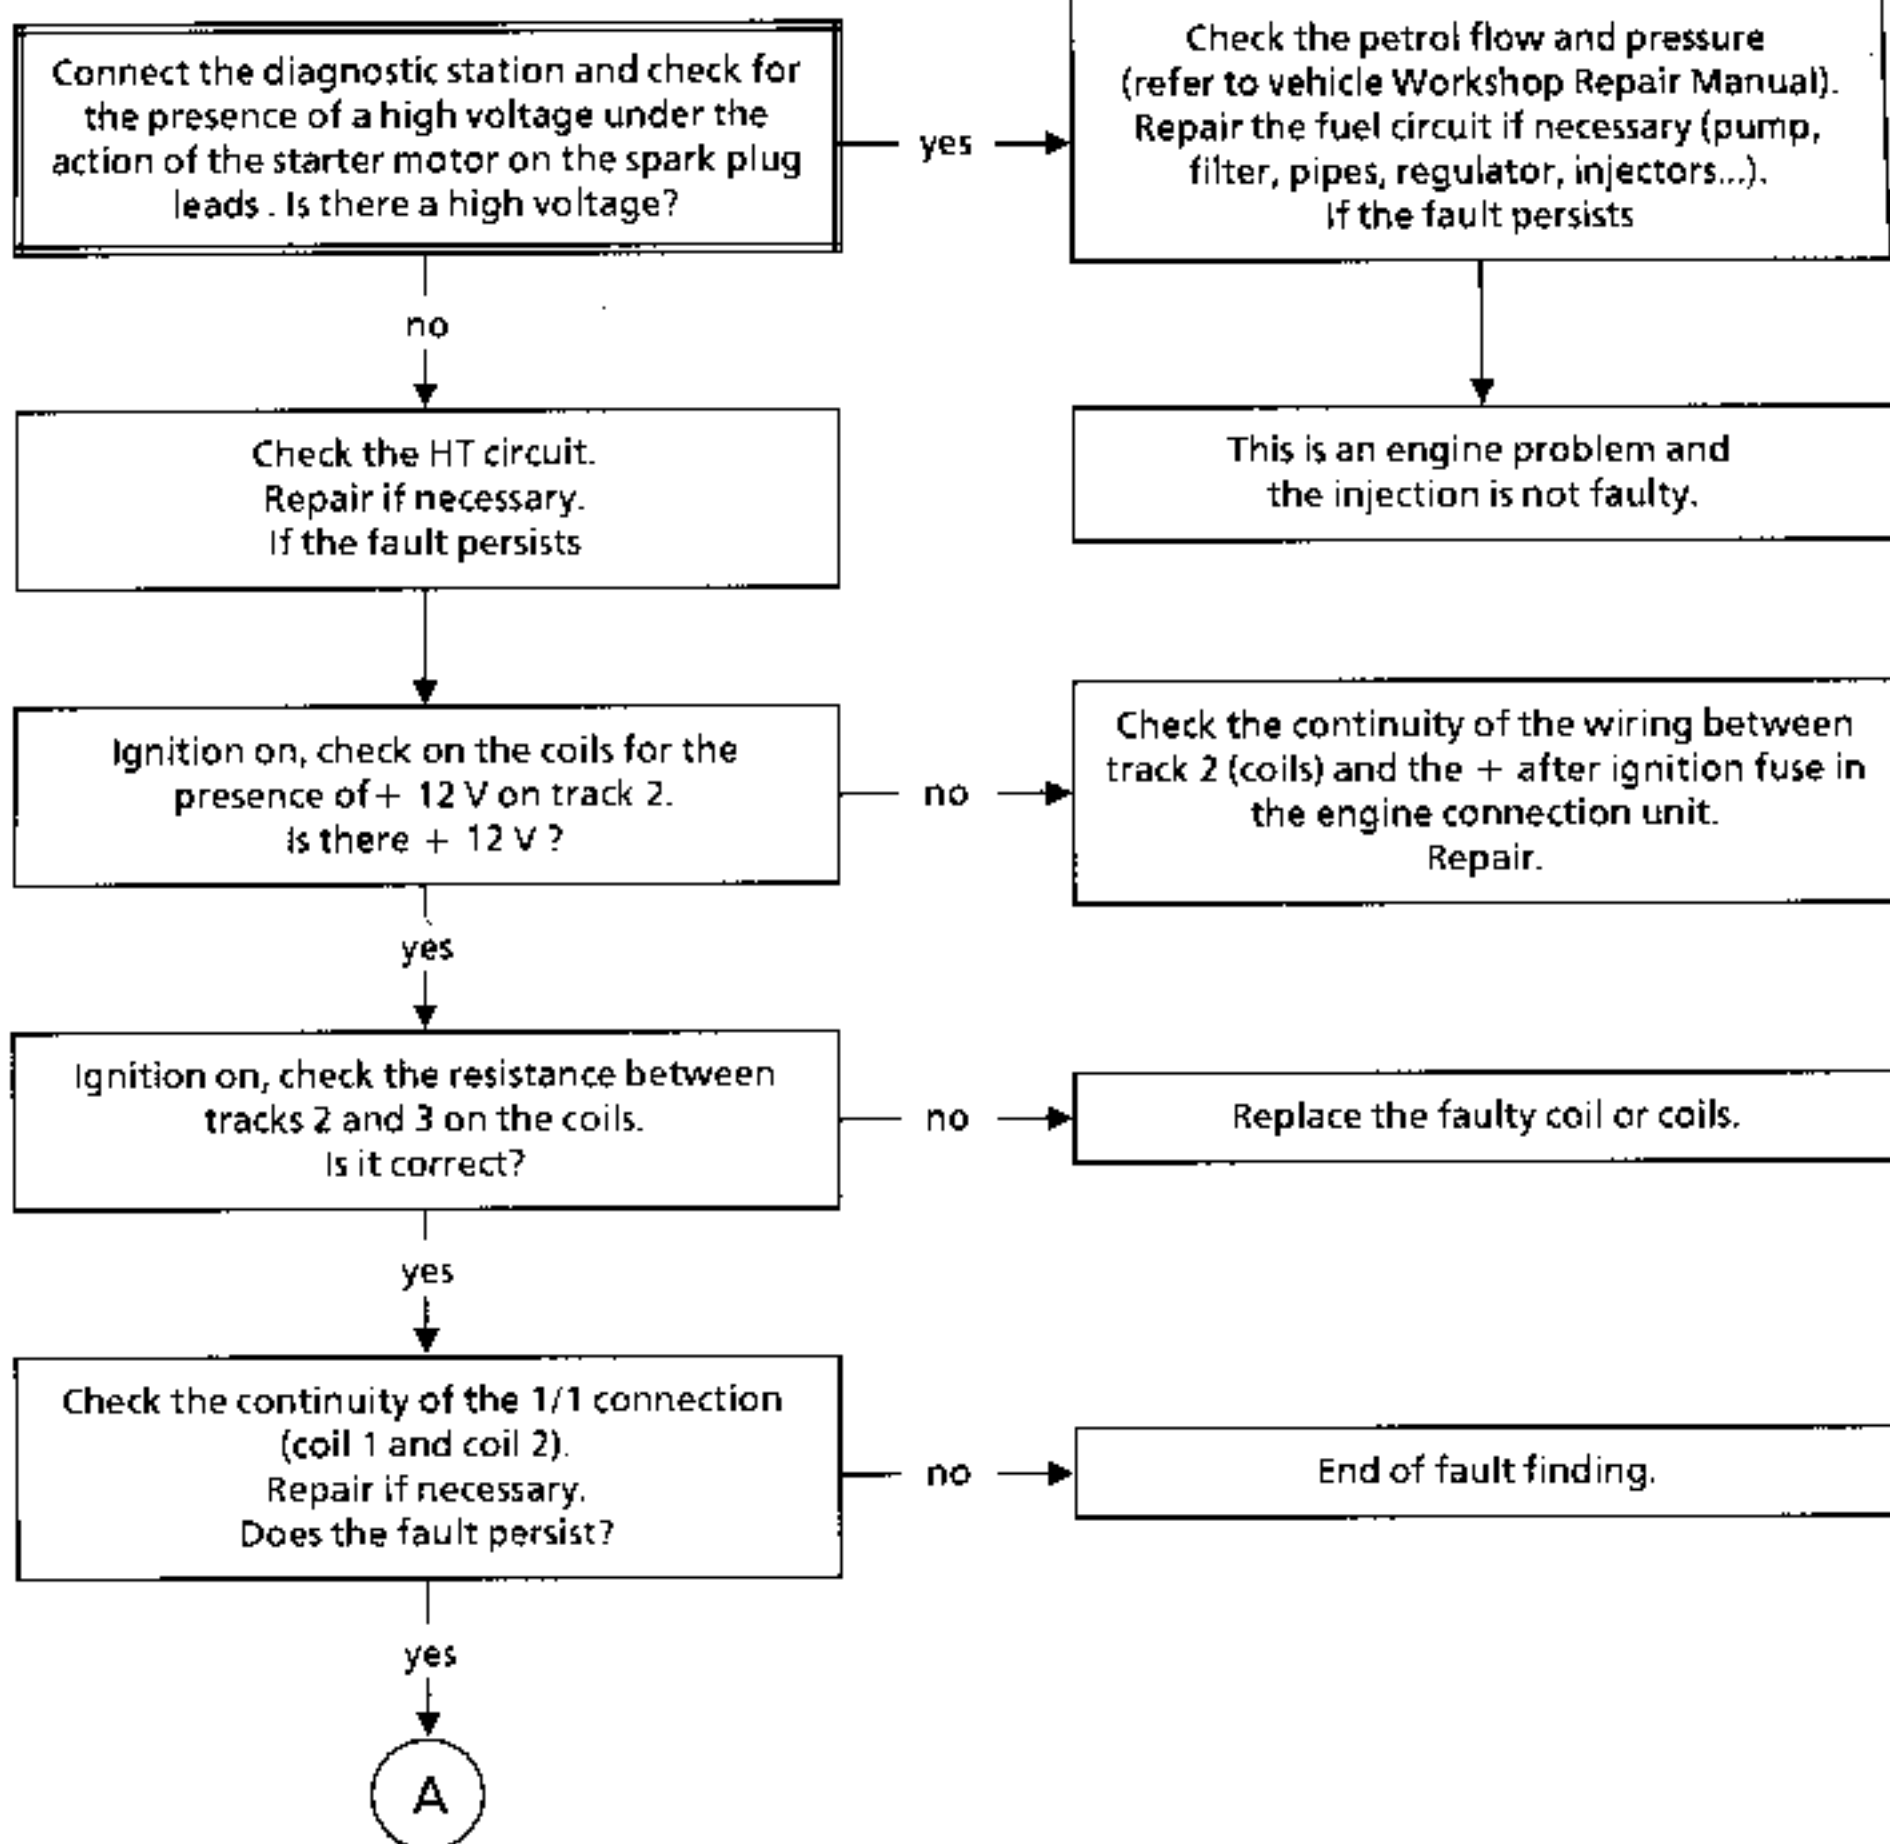 Connect the diagnostic station and check for
the presence of a high voltage under the
action of the starter motor on the spark plug
leads . Is there a high voltage?
yes
Check the petrol flow and pressure
(refer to vehicle Workshop Repair Manual).
Repair the fuel circuit if necessary (pump,
filter, pipes, regulator, injectors...).
If the fault persists
no
Check the HT circuit.
Repair if necessary.
If the fault persists
This is an engine problem and
the injection is not faulty.
Ignition on, check on the coils for the
presence of + 12 V on track 2.
Is there + 12 V ?
no
Check the continuity of the wiring between
track 2 (coils) and the + after ignition fuse in
the engine connection unit.
Repair.
yes
Ignition on, check the resistance between
tracks 2 and 3 on the coils.
Is it correct?
no
Replace the faulty coil or coils.
yes
Check the continuity of the 1/1 connection
(coil 1 and coil 2).
Repair if necessary.
Does the fault persist?
no
End of fault finding.
yes
A